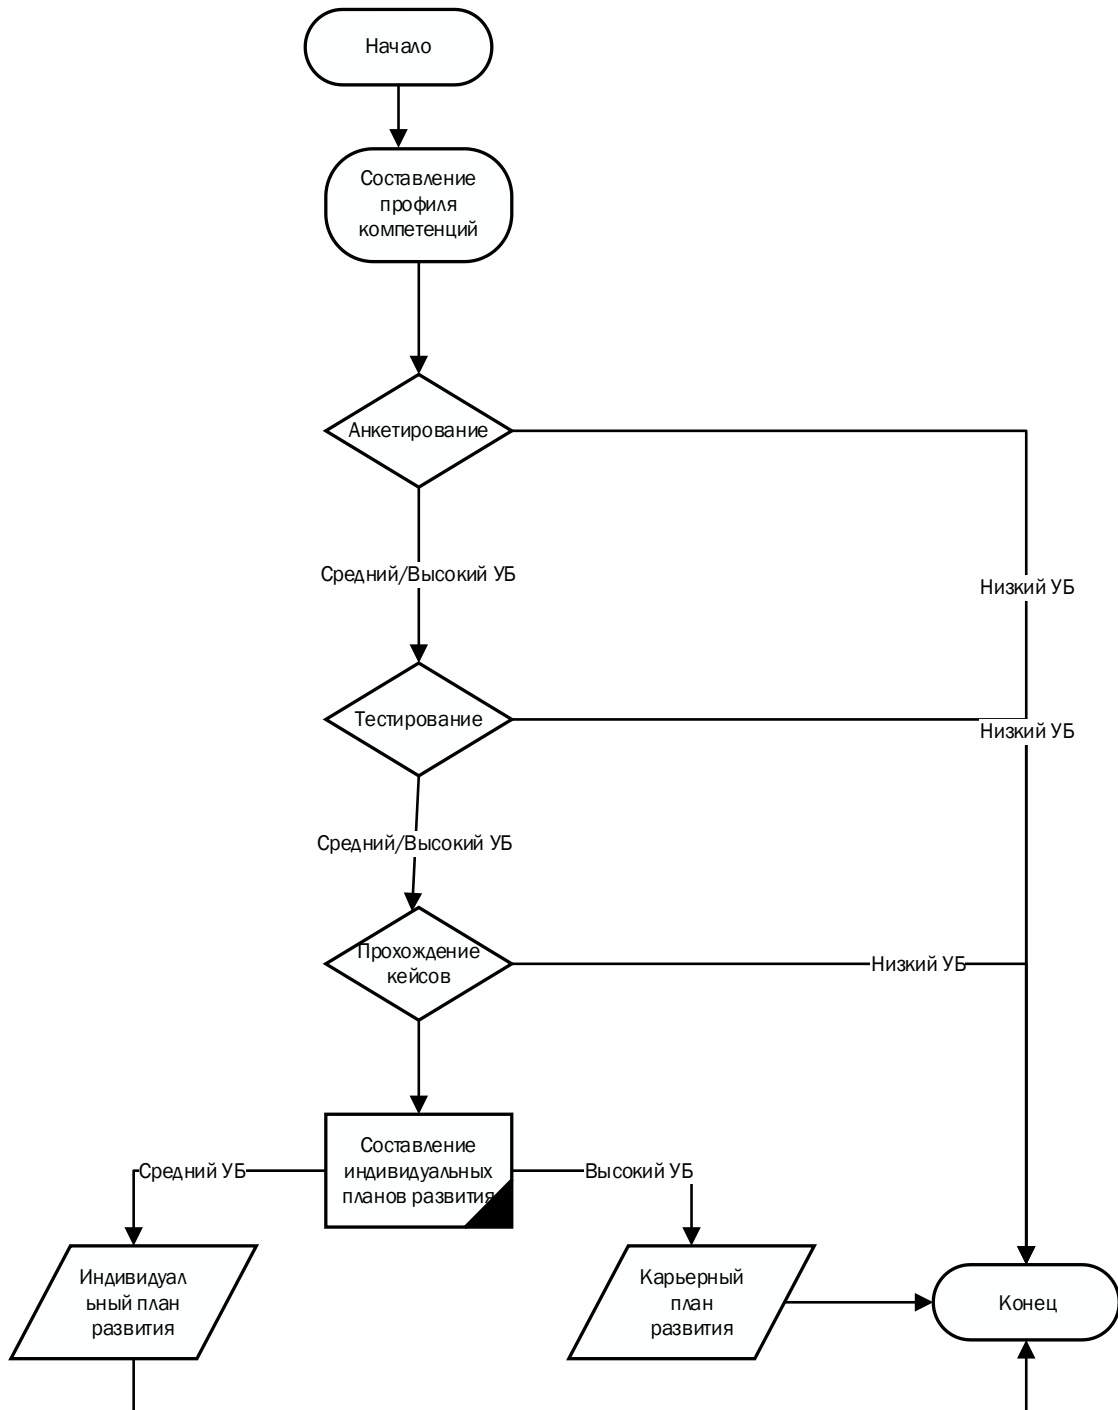 Начало
Составление
профиля
компетенций
Анкетирование
Средний/Высокий УБ
Низкий УБ
Тестирование
Низкий УБ
Средний/Высокий УБ
Прохождение
кейсов
Низкий УБ
Составление
индивидуальных
планов развития
Средний УБ
Высокий УБ
Индивидуал
ьный план
развития
Карьерный
план
развития
Конец